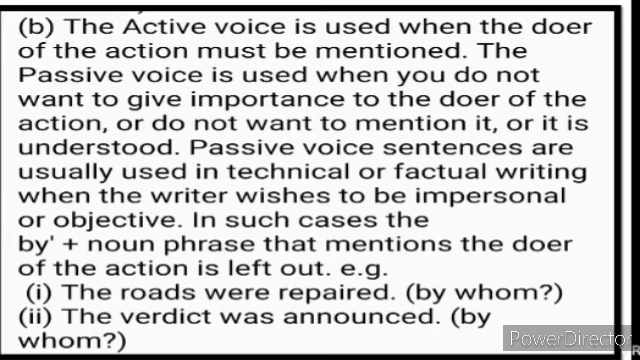 (b) The Active voice is used when the doer
of the action must be mentioned. The
Passive voice is used when you do not
want to give importance to the doer of the
action, or do not want to mention it, or it is
understood. Passive voice sentences are
usually used in technical or factual writing
when the writer wishes to be impersonal
or objective. In such cases the
by' + noun phrase that mentions the doer
of the action is left out. e.g.
(i) The roads were repaired. (by whom?)
(ii) The verdict was announced. (by
whom?)
PowerDirector